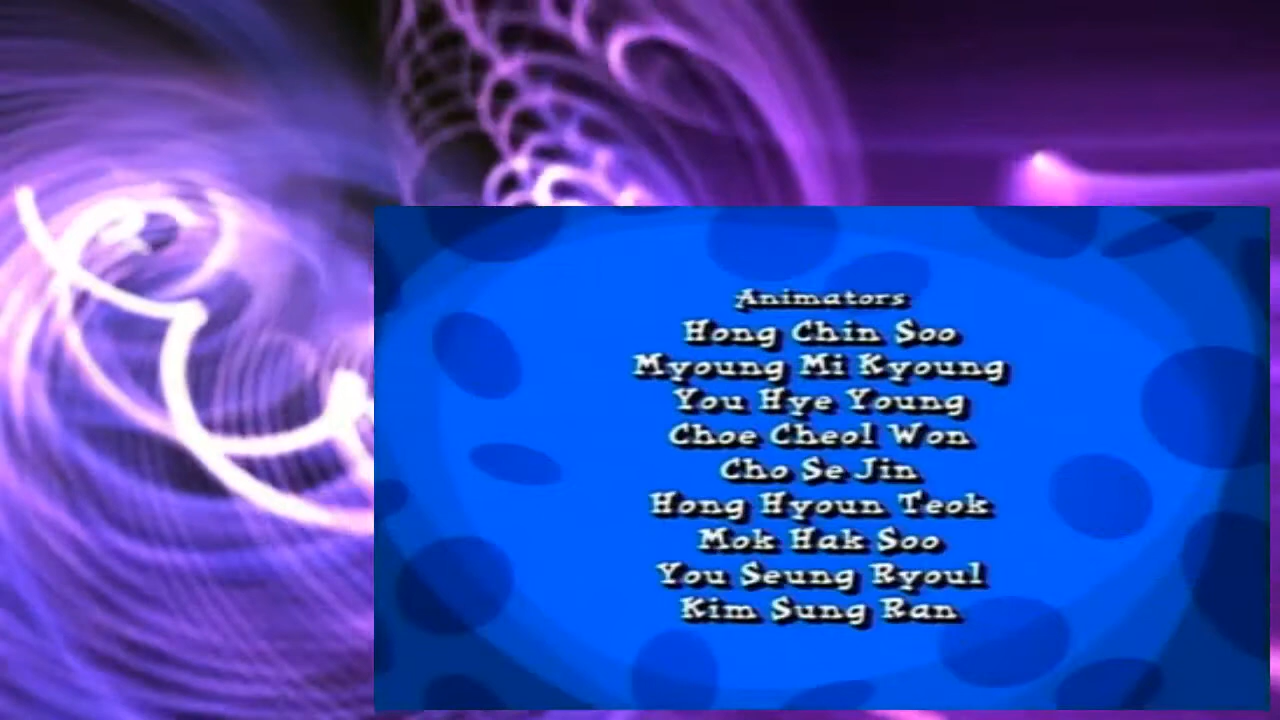 Animators
Hong Chin Soo
Myoung Mi Kyoung
You Hye Young
Choe Cheol Won
Cho Se Jin
Hong Hyoun Teok
Mok Hak Soo
You Seung Ryoul
Kim Sung Ran